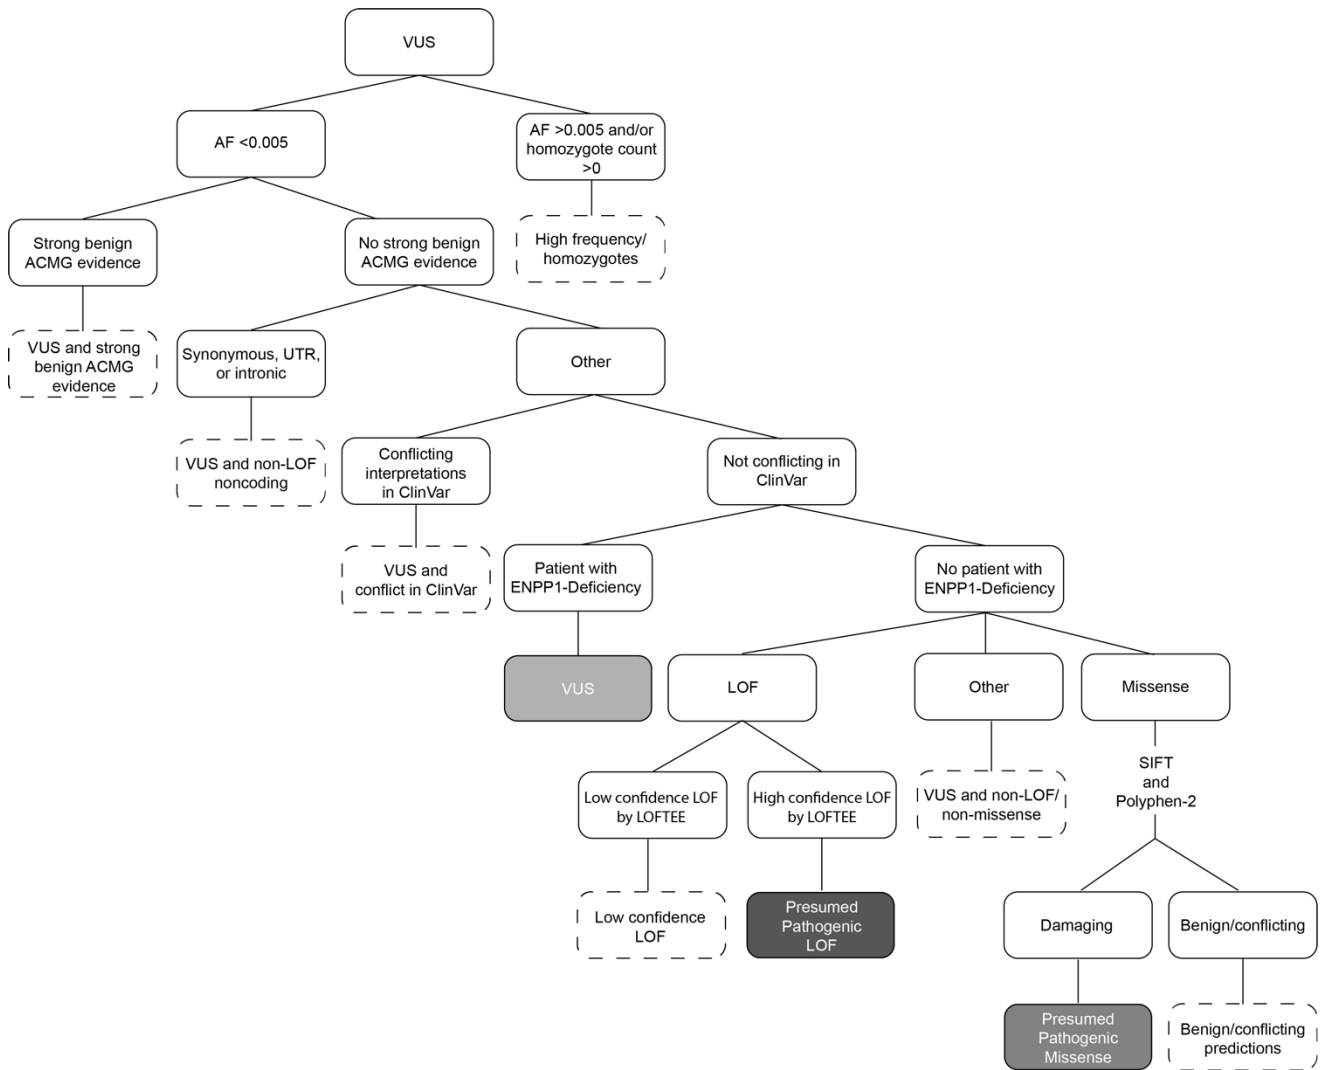 VUS
AF <0.005
AF >0.005 and/or
homozygote count
>0
Strong benign
ACMG evidence
No strong benign
ACMG evidence
High frequency/
homozygotes
VUS and strong
benign ACMG
evidence
Synonymous, UTR,
or intronic
Other
VUS and non-LOF
noncoding
Conflicting
interpretations
in ClinVar
Not conflicting in
ClinVar
VUS and
conflict in ClinVar
Patient with
ENPP1-Deficiency
No patient with
ENPP1-Deficiency
VUS
LOF
Other
Missense
Low confidence LOF
by LOFTEE
High confidence LOF
by LOFTEE
VUS and non-LOF/
non-missense
SIFT
and
Polyphen-2
Low confidence
LOF
Presumed
Pathogenic
LOF
Damaging
Benign/conflicting
Presumed
Pathogenic
Missense
Benign/conflicting
predictions